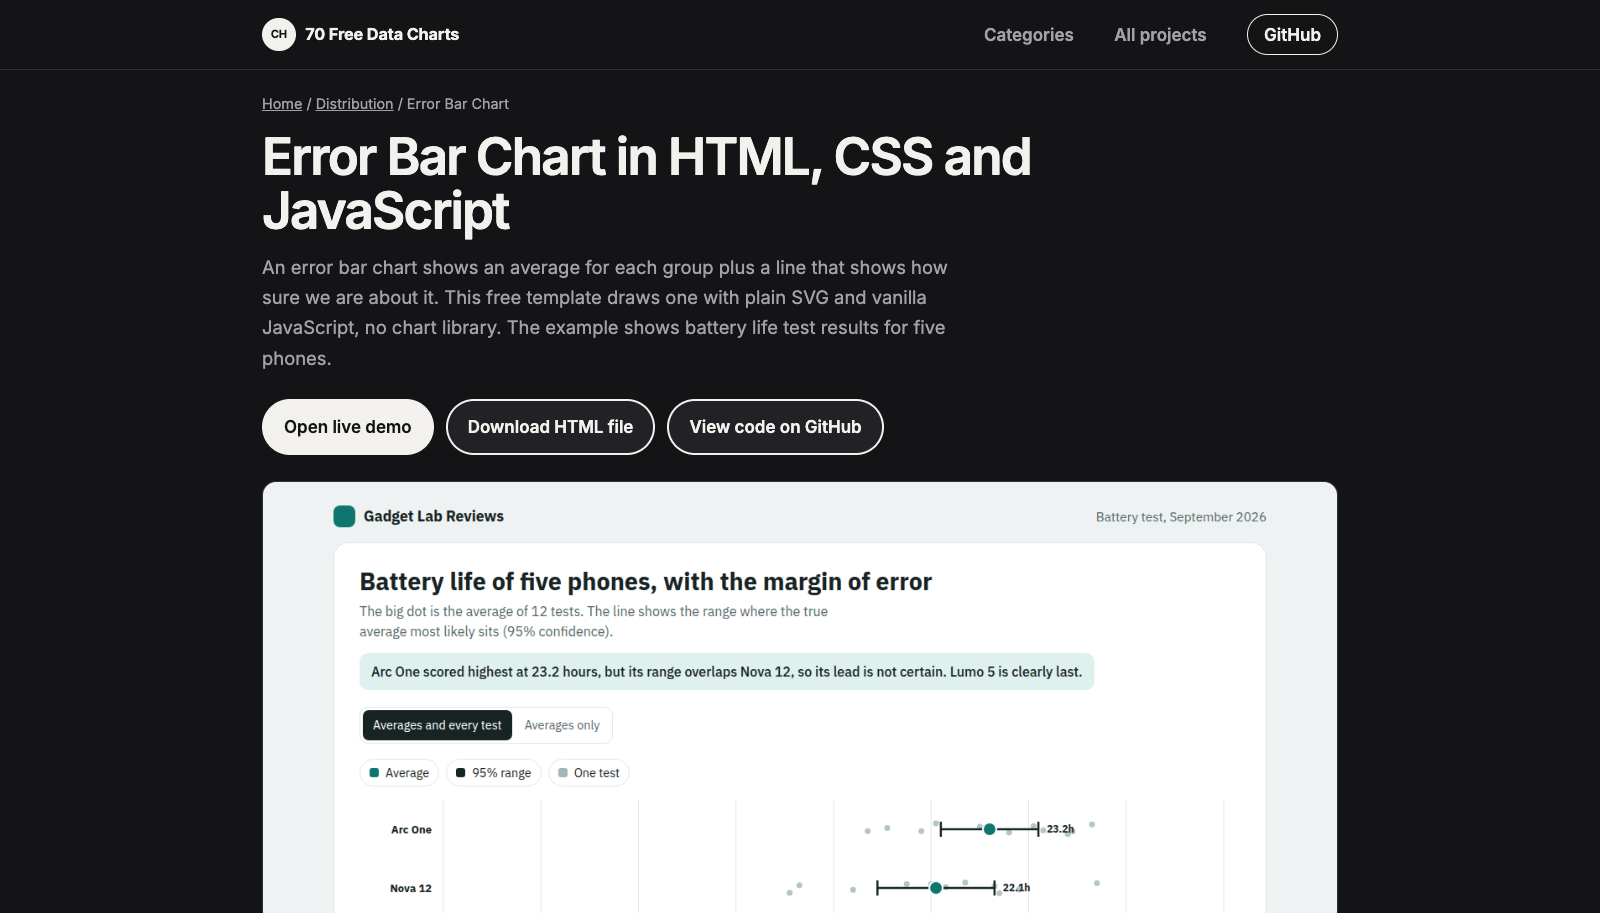 CH 70 Free Data Charts
Categories All projects GitHub
Home / Distribution / Error Bar Chart
Error Bar Chart in HTML, CSS and
JavaScript
An error bar chart shows an average for each group plus a line that shows how
sure we are about it. This free template draws one with plain SVG and vanilla
JavaScript, no chart library. The example shows battery life test results for five
phones.
Open live demo Download HTML file View code on GitHub
Gadget Lab Reviews Battery test, September 2026
Battery life of five phones, with the margin of error
The big dot is the average of 12 tests. The line shows the range where the true
average most likely sits (95% confidence).
Arc One scored highest at 23.2 hours, but its range overlaps Nova 12, so its lead is not certain. Lumo 5 is clearly last.
Averages and every test Averages only
Average 95% range One test
Arc One 23.2h
Nova 12 22.1h